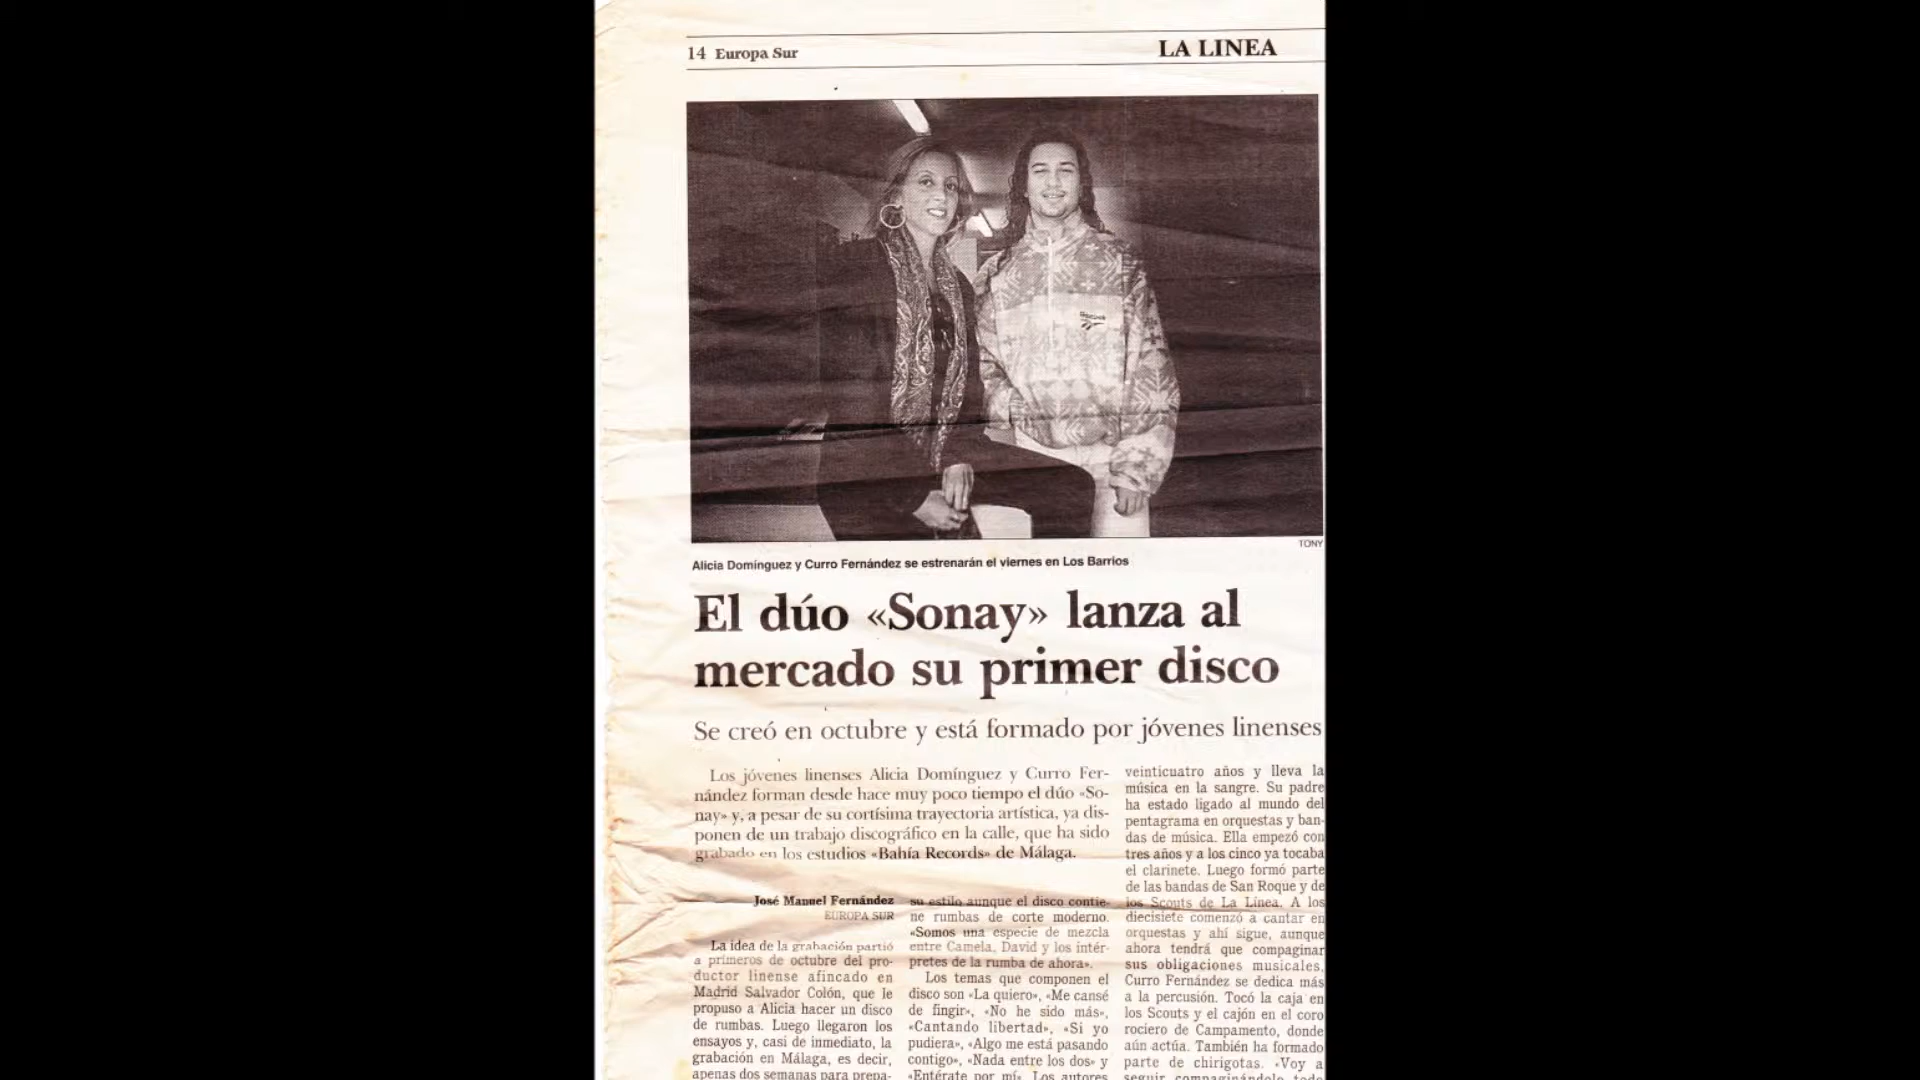 14 Europa Sur
LA LINEA
Reebok
TONY
Alicia Domínguez y Curro Fernández se estrenarán el viernes en Los Barrios
El dúo «Sonay» lanza al
mercado su primer disco
Se creó en octubre y está formado por jóvenes linenses
Los jóvenes linenses Alicia Domínguez y Curro Fer-
nández forman desde hace muy poco tiempo el dúo «So-
nay» y, a pesar de su cortísima trayectoria artística, ya dis-
ponen de un trabajo discográfico en la calle, que ha sido
grabado en los estudios «Bahía Records» de Málaga.
José Manuel Fernández
EUROPA SUR
La idea de la grabación partió
a primeros de octubre del pro-
ductor linense afincado en
Madrid Salvador Colón, que le
propuso a Alicia hacer un disco
de rumbas. Luego llegaron los
ensayos y, casi de inmediato, la
grabación en Málaga, es decir,
apenas dos semanas para prepa-
su estilo aunque el disco contie-
ne rumbas de corte moderno.
«Somos una especie de mezcla
entre Camela, David y los intér-
pretes de la rumba de ahora».
Los temas que componen el
disco son «La quiero», «Me cansé
de fingir», «No he sido más»,
«Cantando libertad», «Si yo
pudiera», «Algo me está pasando
contigo», «Nada entre los dos» y
«Entérate por mí». Los autores
veinticuatro años y lleva la
música en la sangre. Su padre
ha estado ligado al mundo del
pentagrama en orquestas y ban-
das de música. Ella empezó con
tres años y a los cinco ya tocaba
el clarinete. Luego formó parte
de las bandas de San Roque y de
los Scouts de La Línea. A los
diecisiete comenzó a cantar en
orquestas y ahí sigue, aunque
ahora tendrá que compaginar
sus obligaciones musicales.
Curro Fernández se dedica más
a la percusión. Tocó la caja en
los Scouts y el cajón en el coro
rociero de Campamento, donde
aún actúa. También ha formado
parte de chirigotas. «Voy a
seguir compaginándolo todo